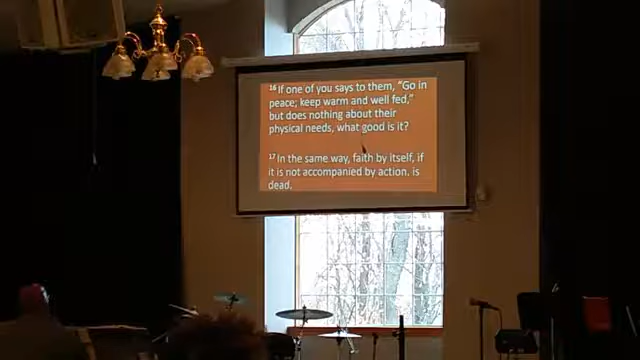 16 If one of you says to them, "Go in
peace; keep warm and well fed,"
but does nothing about their
physical needs, what good is it?
17 In the same way, faith by itself, if
it is not accompanied by action, is
dead.